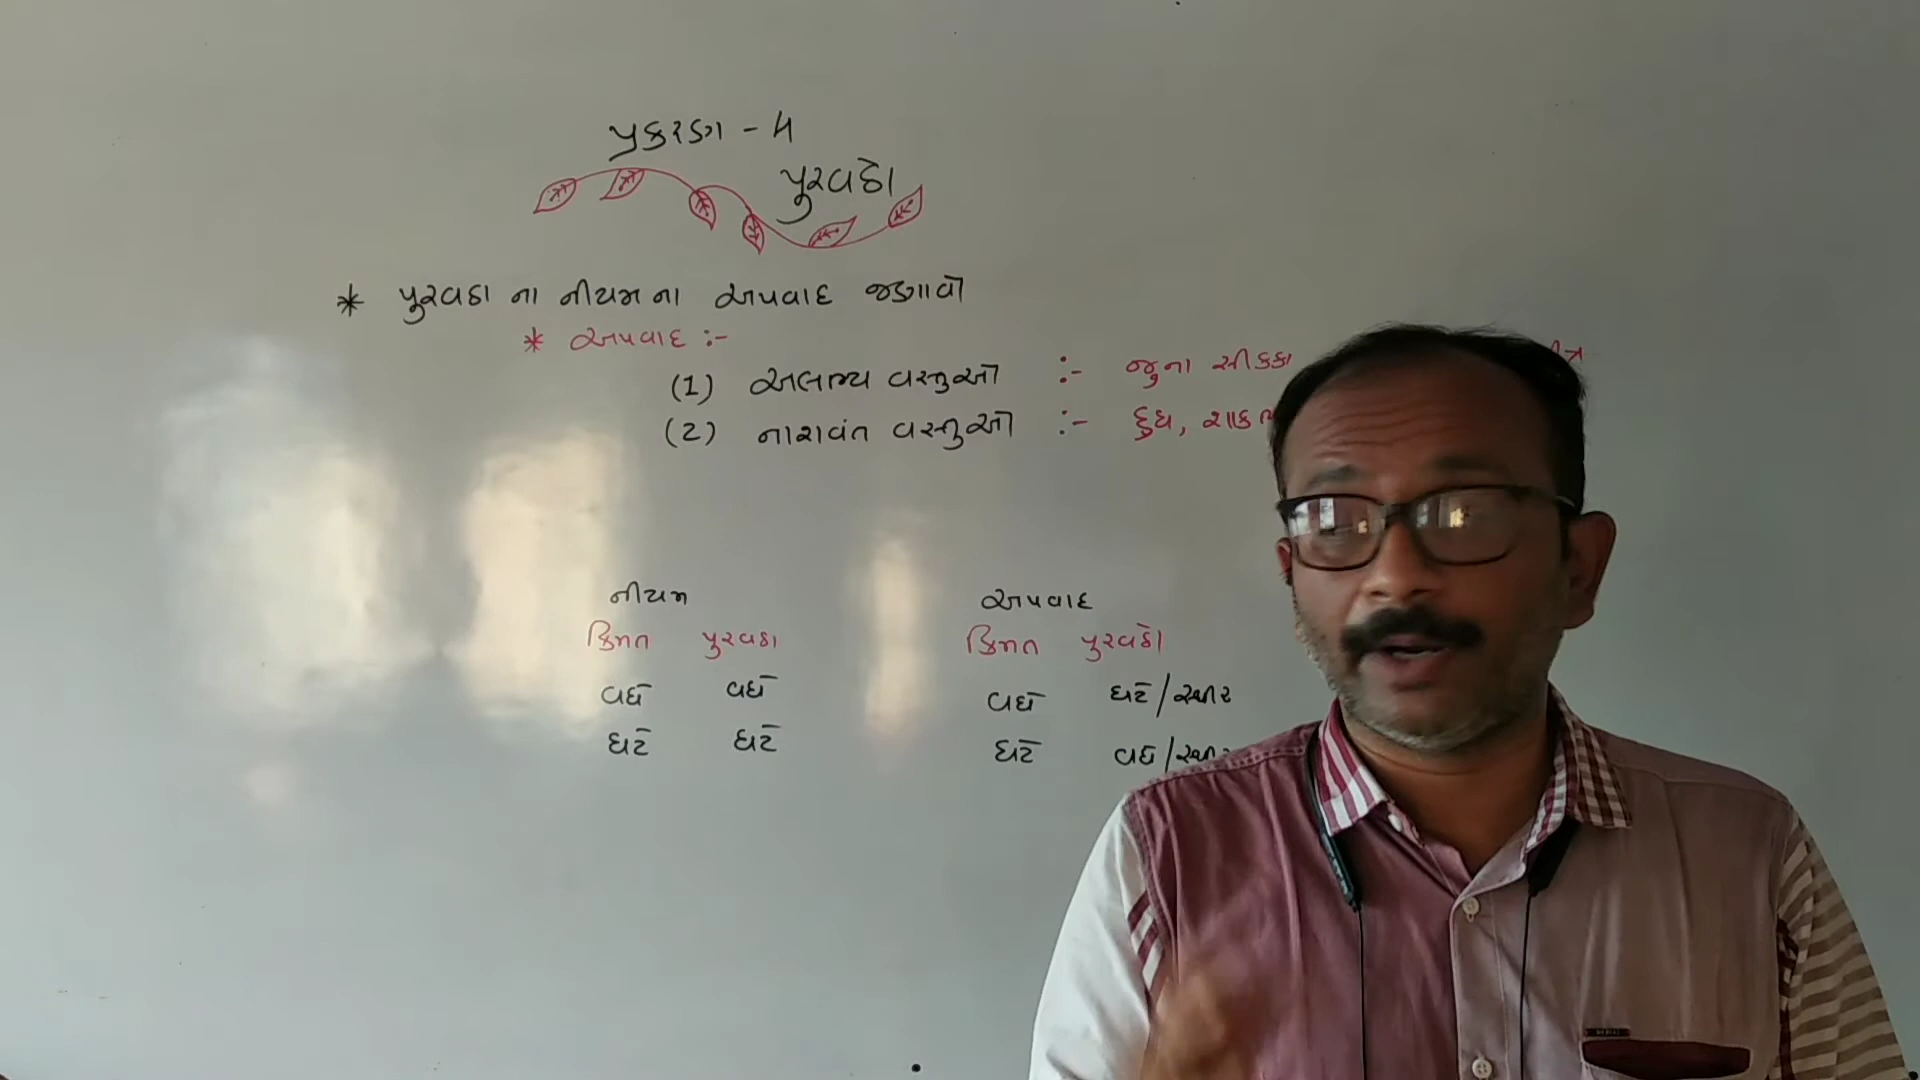 પ્રકરણ - ૫
પુરવઠો
* પુરવઠા ના નીયમ ના અપવાદ જણાવો
* અપવાદ :-
(1) અલભ્ય વસ્તુઓ :- જુના સીક્કા
(2) નાશવંત વસ્તુઓ :- દુધ, શાક
નીયમ અપવાદ
કિંમત પુરવઠા કિંમત પુરવઠો
વધે વધે વધે ઘટે/સ્થાર
ઘટે ઘટે ઘટે વધે/સ્થા